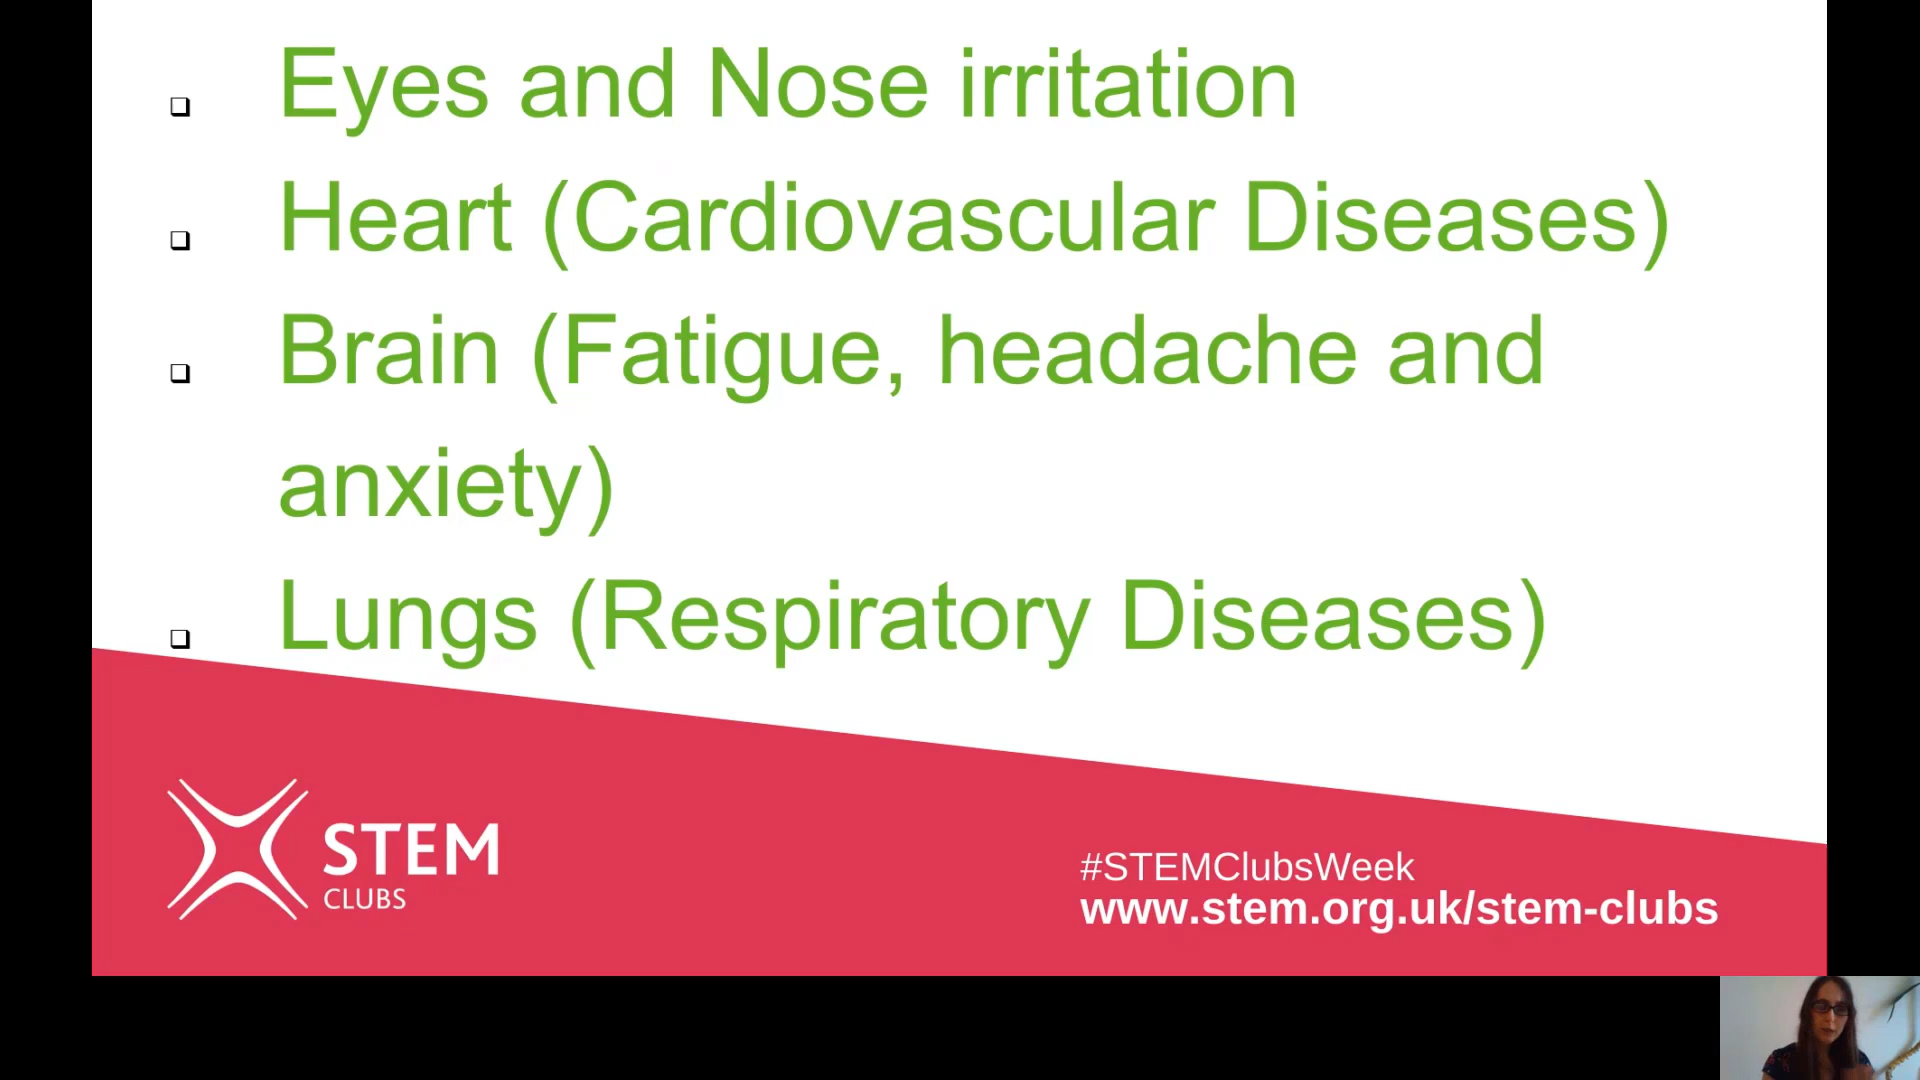 ❑ Eyes and Nose irritation
❑ Heart (Cardiovascular Diseases)
❑ Brain (Fatigue, headache and
anxiety)
❑ Lungs (Respiratory Diseases)
STEM
CLUBS
#STEMClubsWeek
www.stem.org.uk/stem-clubs